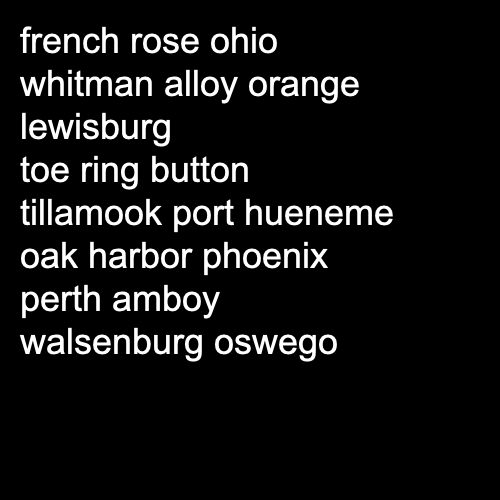 french rose ohio
whitman alloy orange
lewisburg
toe ring button
tillamook port hueneme
oak harbor phoenix
perth amboy
walsenburg oswego